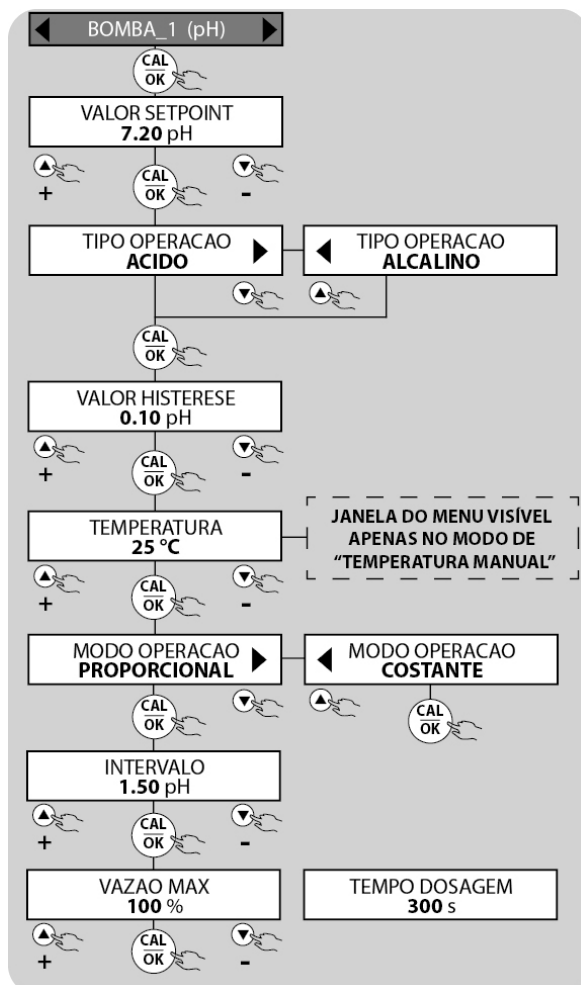 BOMBA_1 (pH)
CAL
OK
VALOR SETPOINT
7.20 pH
+
CAL
OK
-
TIPO OPERACAO
ACIDO
TIPO OPERACAO
ALCALINO
CAL
OK
VALOR HISTERESE
0.10 pH
+
CAL
OK
-
TEMPERATURA
25 °C
JANELA DO MENU VISÍVEL
APENAS NO MODO DE
“TEMPERATURA MANUAL”
+
CAL
OK
-
MODO OPERACAO
PROPORCIONAL
MODO OPERACAO
COSTANTE
CAL
OK
CAL
OK
INTERVALO
1.50 pH
+
CAL
OK
-
VAZAO MAX
100 %
TEMPO DOSAGEM
300 s
+
CAL
OK
-